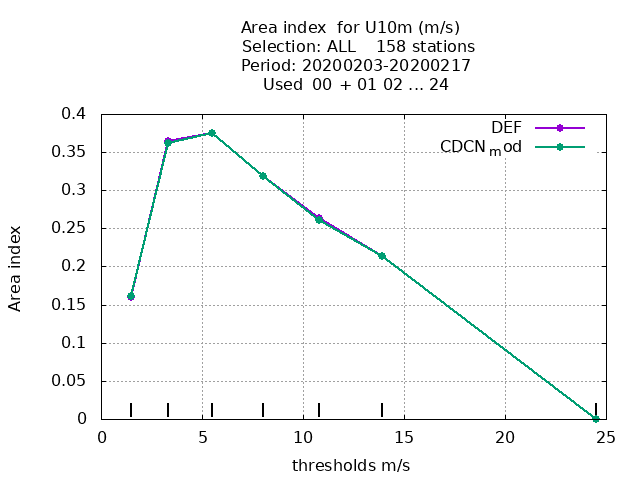 Area index  for U10m (m/s)
Selection: ALL    158 stations
Period: 20200203-20200217
Used  00 + 01 02 ... 24
DEF
CDCNmod
0.4
0.35
0.3
0.25
0.2
0.15
0.1
0.05
0
Area index
0 5 10 15 20 25
thresholds m/s